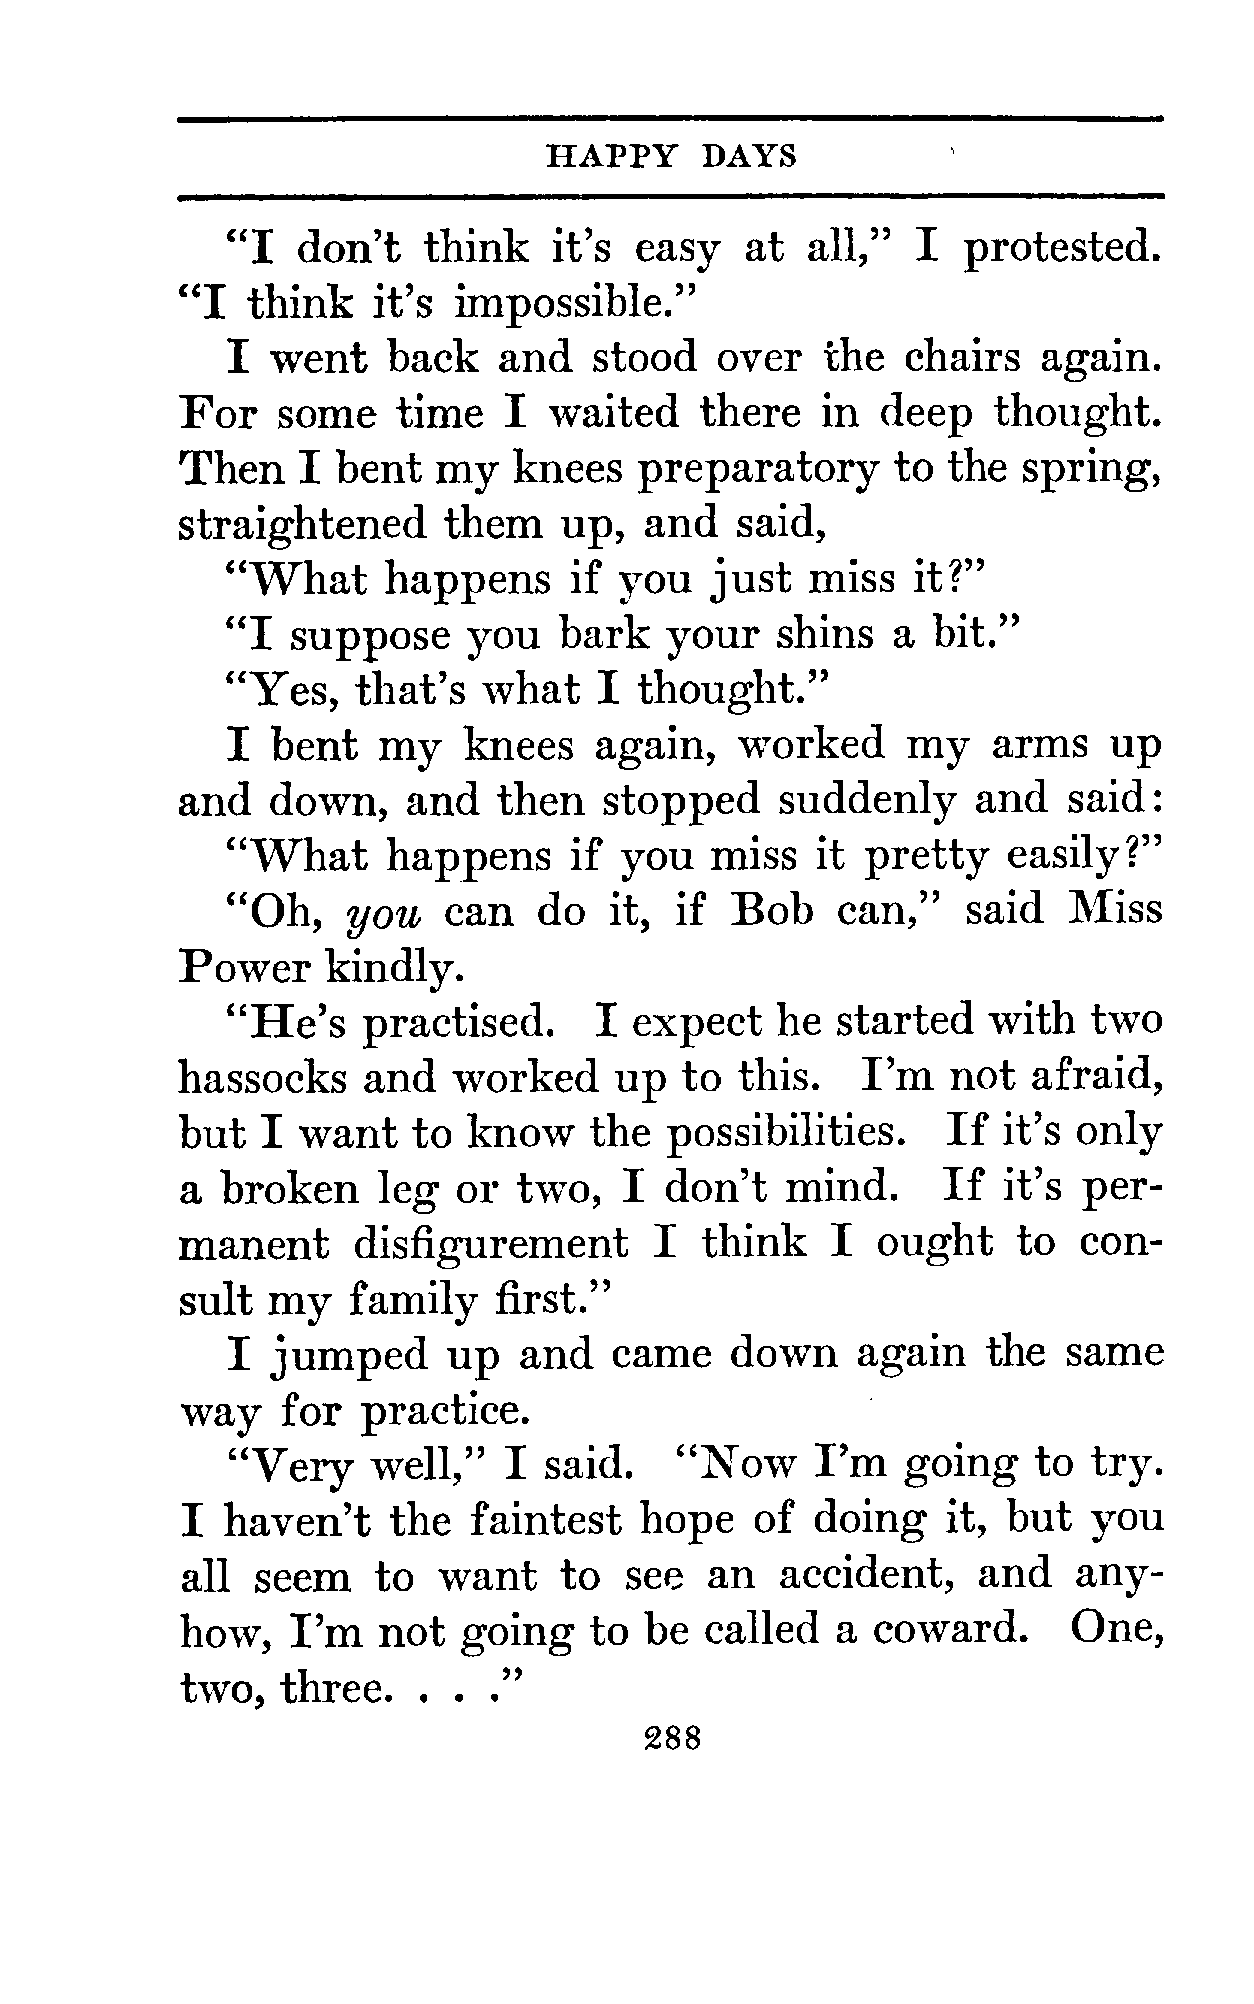 HAPPY DAYS
“I don’t think it’s easy at all,” I protested.
“I think it’s impossible.”
I went back and stood over the chairs again.
For some time I waited there in deep thought.
Then I bent my knees preparatory to the spring,
straightened them up, and said,
“What happens if you just miss it?”
“I suppose you bark your shins a bit.”
“Yes, that’s what I thought.”
I bent my knees again, worked my arms up
and down, and then stopped suddenly and said:
“What happens if you miss it pretty easily?”
“Oh, you can do it, if Bob can,” said Miss
Power kindly.
“He’s practised. I expect he started with two
hassocks and worked up to this. I’m not afraid,
but I want to know the possibilities. If it’s only
a broken leg or two, I don’t mind. If it’s per-
manent disfigurement I think I ought to con-
sult my family first.”
I jumped up and came down again the same
way for practice.
“Very well,” I said. “Now I’m going to try.
I haven’t the faintest hope of doing it, but you
all seem to want to see an accident, and any-
how, I’m not going to be called a coward. One,
two, three. . . .”
288